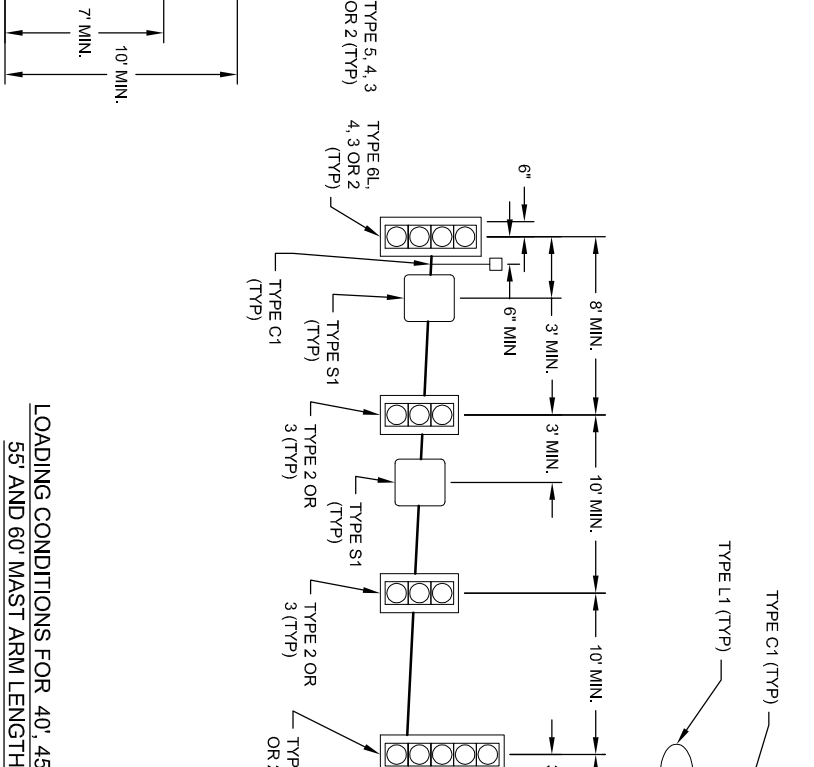 7' MIN.
10' MIN.
TYPE 5, 4, 3
OR 2 (TYP)
TYPE 6L,
4, 3 OR 2
(TYP)
6"
6" MIN
3' MIN.
8' MIN.
3' MIN.
10' MIN.
10' MIN.
TYPE C1
(TYP)
TYPE S1
(TYP)
TYPE 2 OR
3 (TYP)
TYPE S1
(TYP)
TYPE 2 OR
3 (TYP)
TYPE L1 (TYP)
TYPE C1 (TYP)
LOADING CONDITIONS FOR 40', 45
55' AND 60' MAST ARM LENGTH